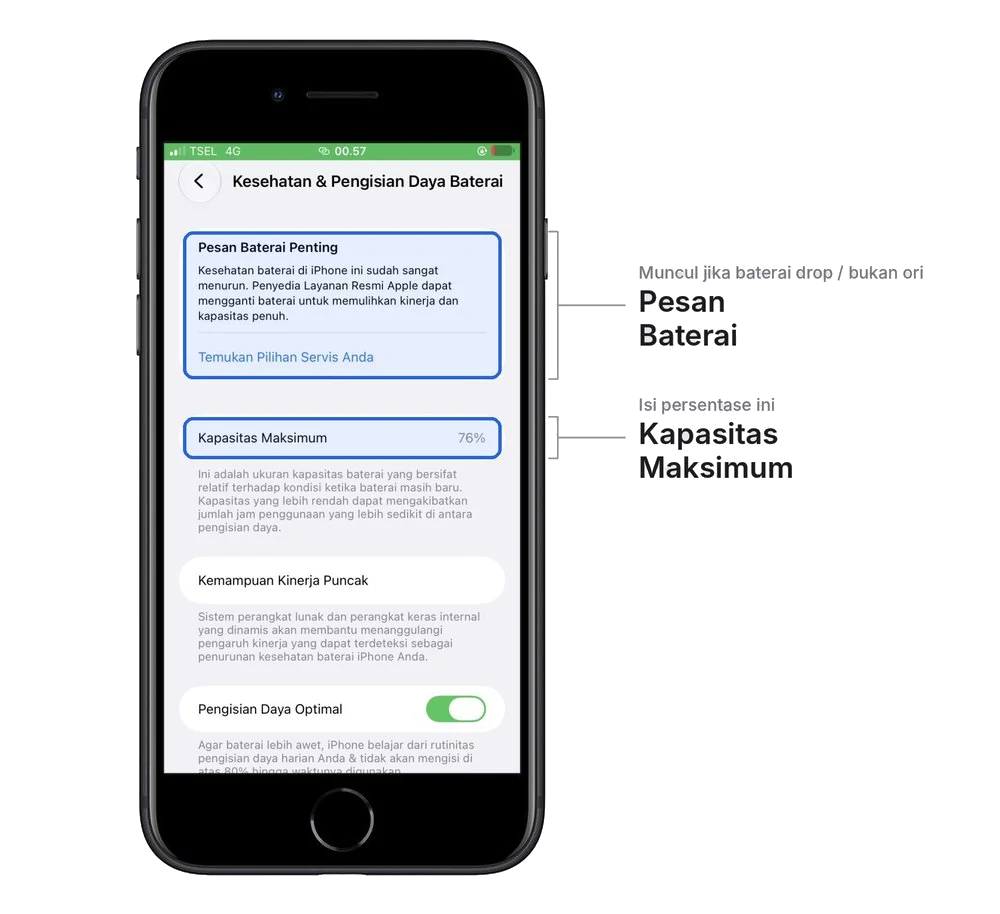 TSEL 4G 00.57
Kesehatan & Pengisian Daya Baterai
Pesan Baterai Penting
Kesehatan baterai di iPhone ini sudah sangat
menurun. Penyedia Layanan Resmi Apple dapat
mengganti baterai untuk memulihkan kinerja dan
kapasitas penuh.
Temukan Pilihan Servis Anda
Muncul jika baterai drop / bukan ori
Pesan
Baterai
Kapasitas Maksimum 76%
Isi persentase ini
Kapasitas
Maksimum
Ini adalah ukuran kapasitas baterai yang bersifat
relatif terhadap kondisi ketika baterai masih baru.
Kapasitas yang lebih rendah dapat mengakibatkan
jumlah jam penggunaan yang lebih sedikit di antara
pengisian daya.
Kemampuan Kinerja Puncak
Sistem perangkat lunak dan perangkat keras internal
yang dinamis akan membantu menanggulangi
pengaruh kinerja yang dapat terdeteksi sebagai
penurunan kesehatan baterai iPhone Anda.
Pengisian Daya Optimal
Agar baterai lebih awet, iPhone belajar dari rutinitas
pengisian daya harian Anda & tidak akan mengisi di
atas 80% hingga waktunya digunakan.